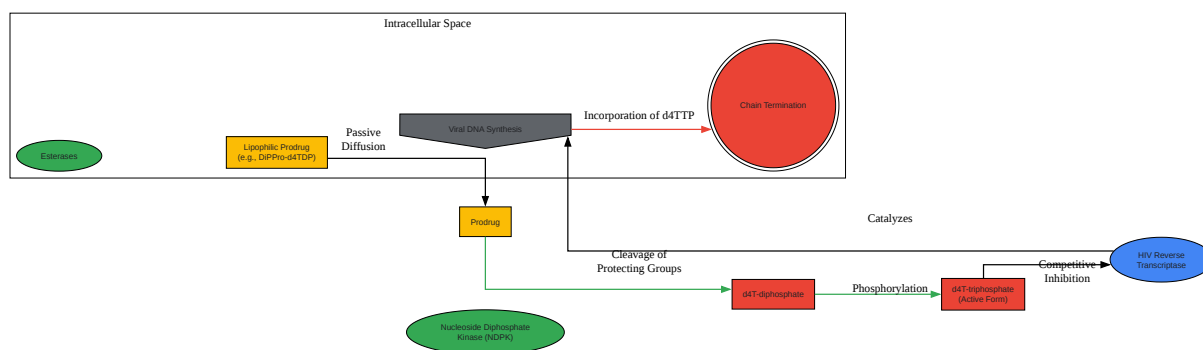 Intracellular Space
Chain Termination
Incorporation of d4TTP
Viral DNA Synthesis
Passive
Diffusion
Lipophilic Prodrug
(e.g., DiPPro-d4TDP)
Esterases
Prodrug
Catalyzes
Cleavage of
Protecting Groups
HIV Reverse
Transcriptase
Competitive
Inhibition
d4T-diphosphate
Phosphorylation
d4T-triphosphate
(Active Form)
Nucleoside Diphosphate
Kinase (NDPK)